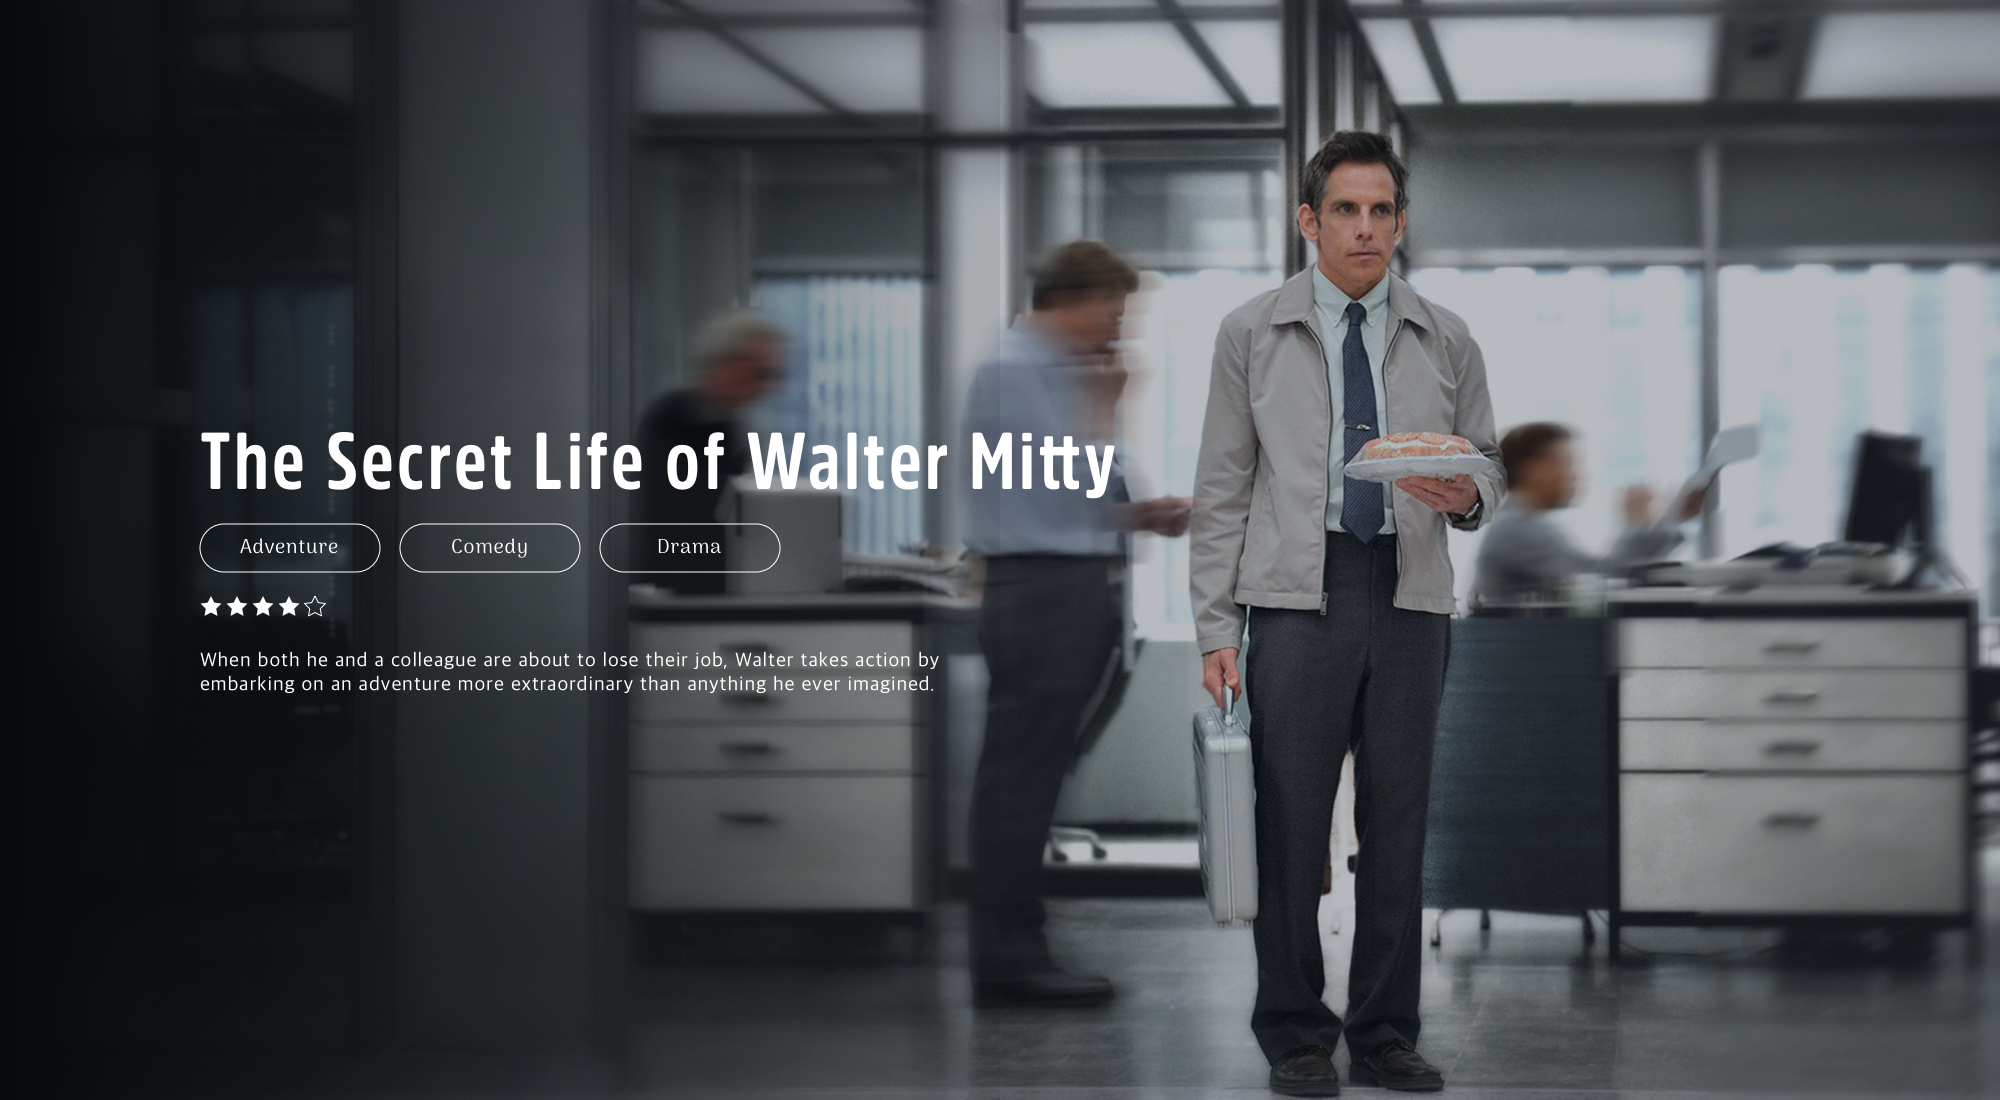 The Secret Life of Walter Mitty
Adventure Comedy Drama
When both he and a colleague are about to lose their job, Walter takes action by
embarking on an adventure more extraordinary than anything he ever imagined.